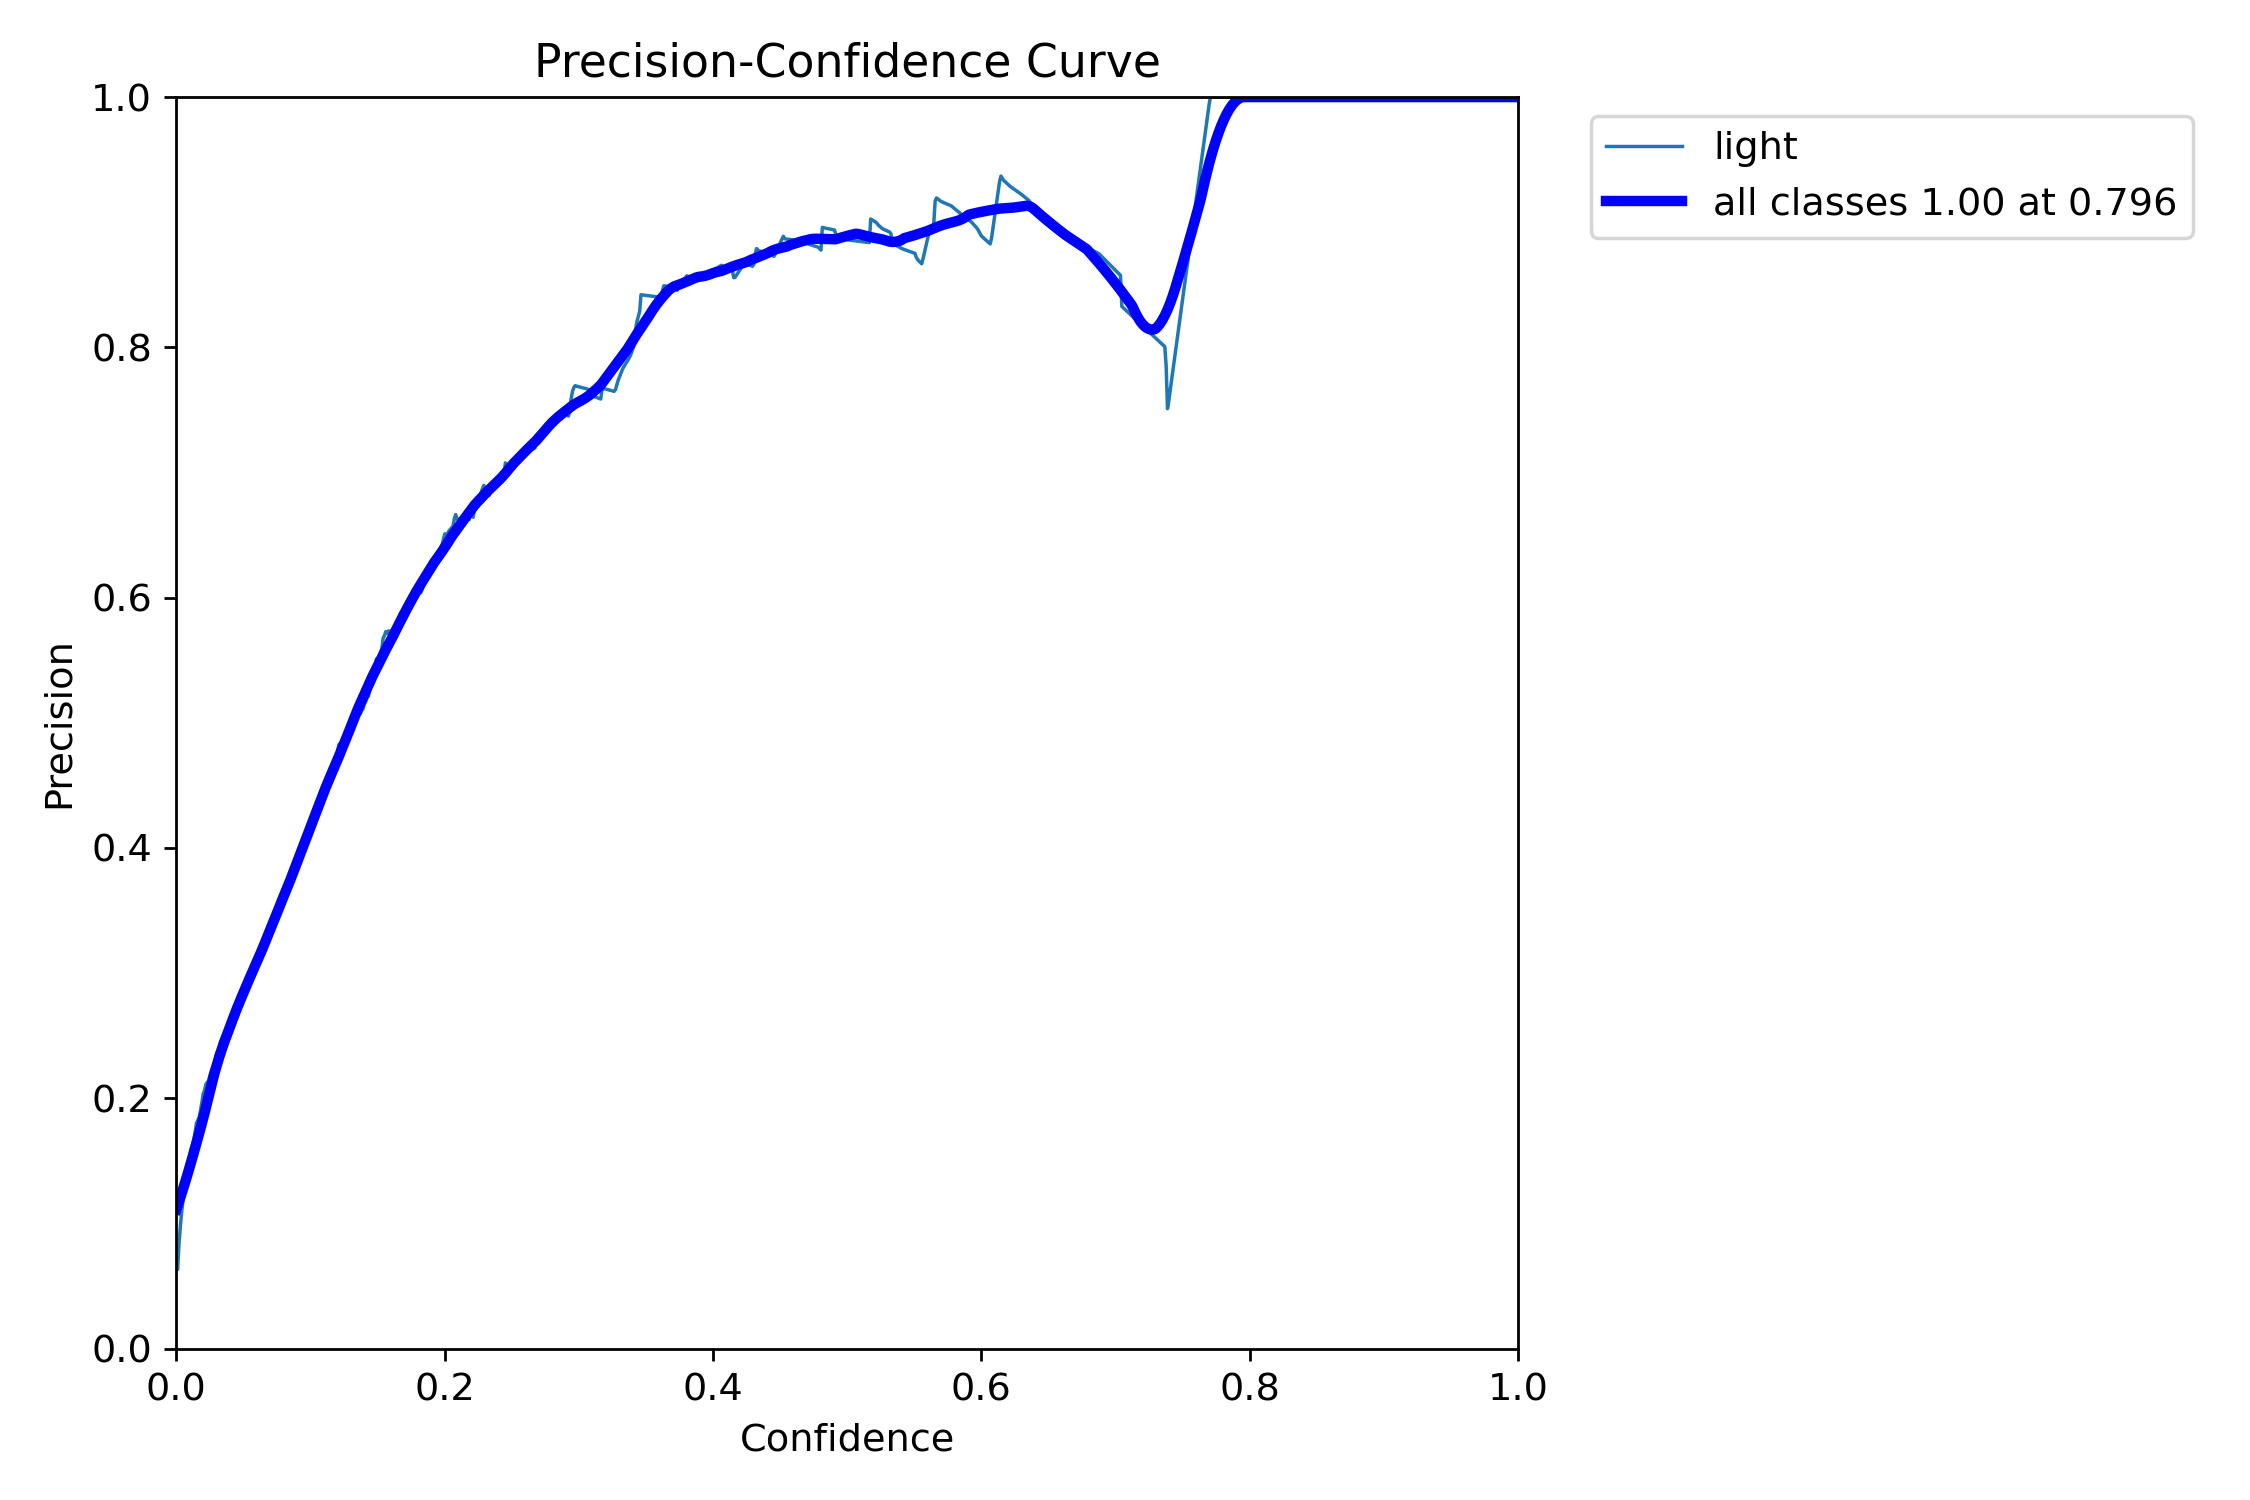 Precision-Confidence Curve
1.0
0.8
0.6
0.4
0.2
0.0
Precision
0.0 0.2 0.4 0.6 0.8 1.0
Confidence
light
all classes 1.00 at 0.796